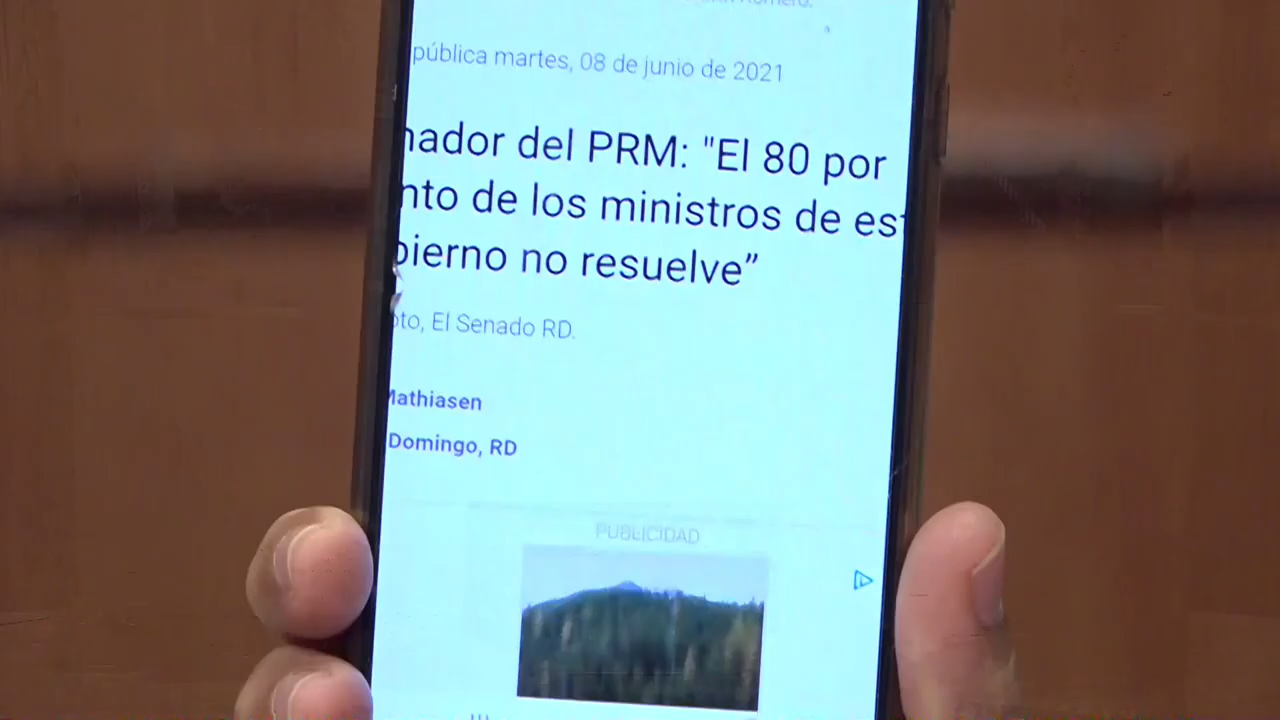 pública martes, 08 de junio de 2021
nador del PRM: "El 80 por
nto de los ministros de est
bierno no resuelve”
oto, El Senado RD.
Mathiasen
Domingo, RD
PUBLICIDAD